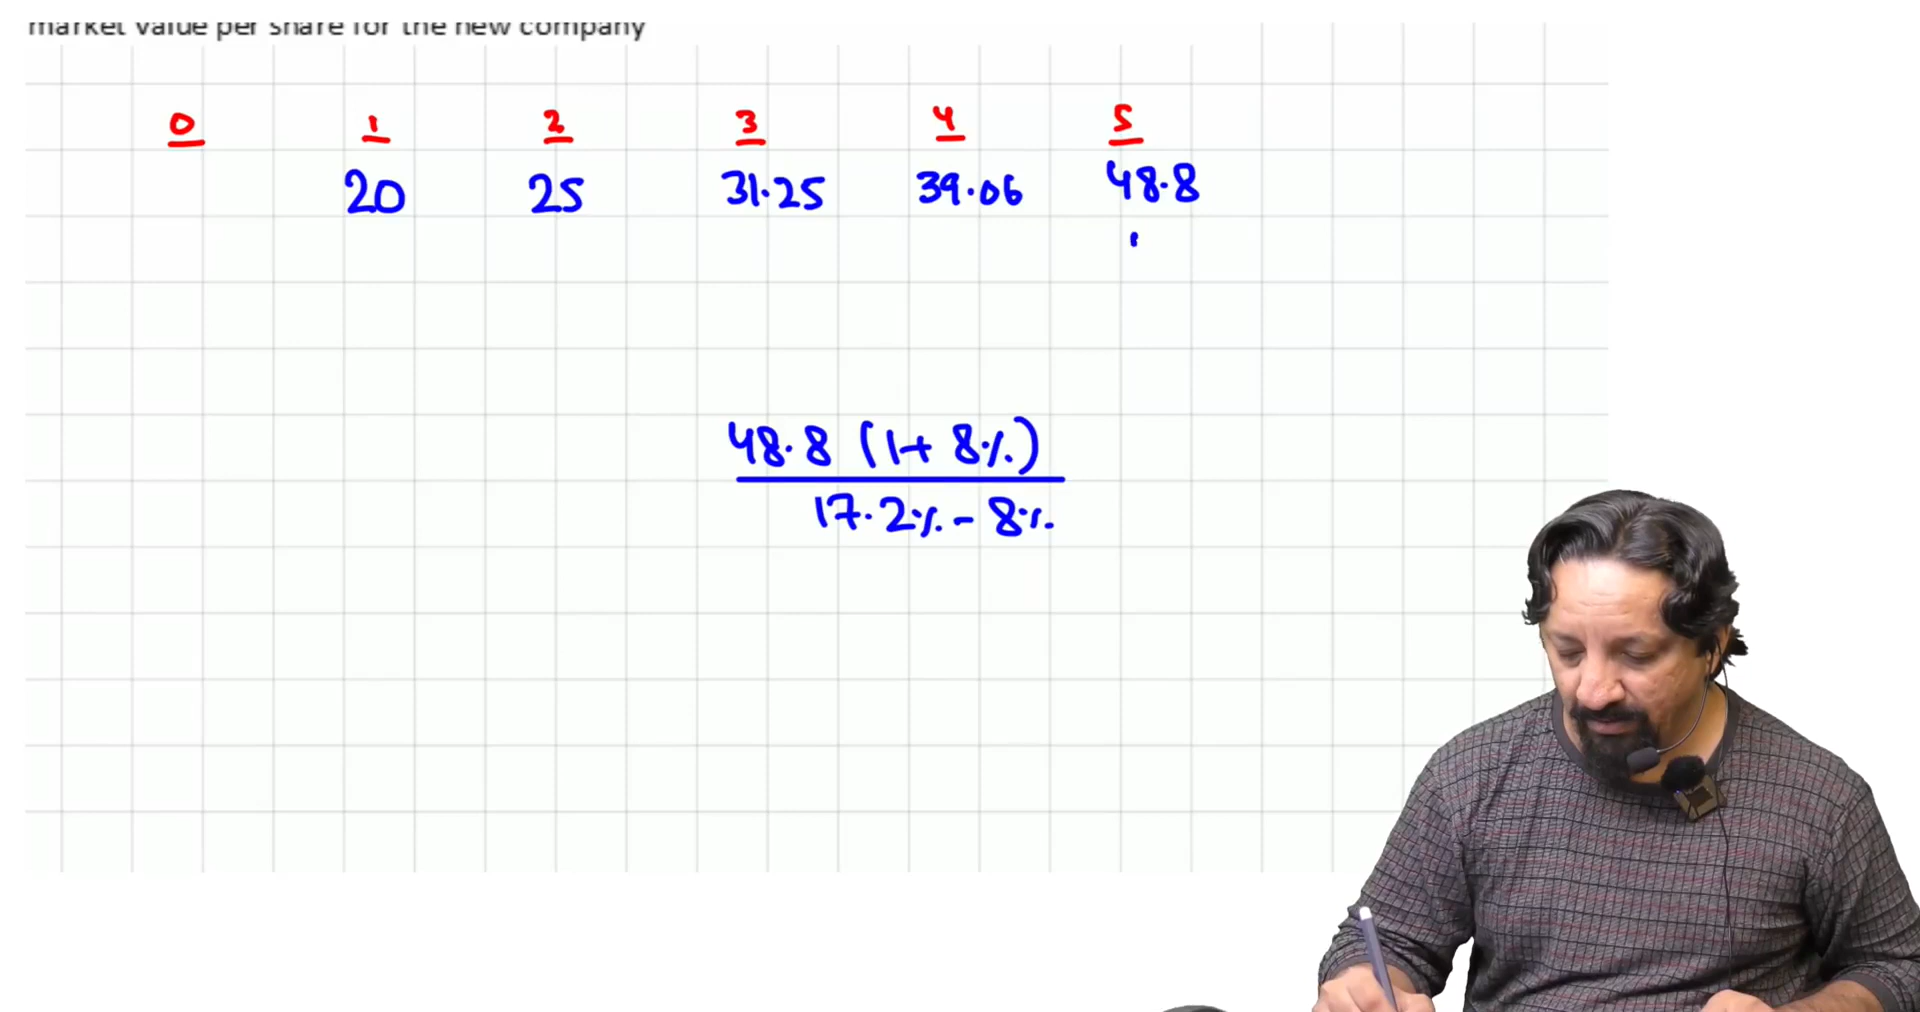 market value per share for the new company
0 1 2 3 4 5
20 25 31.25 39.06 48.8
48.8 (1+ 8%)
17.2% - 8%